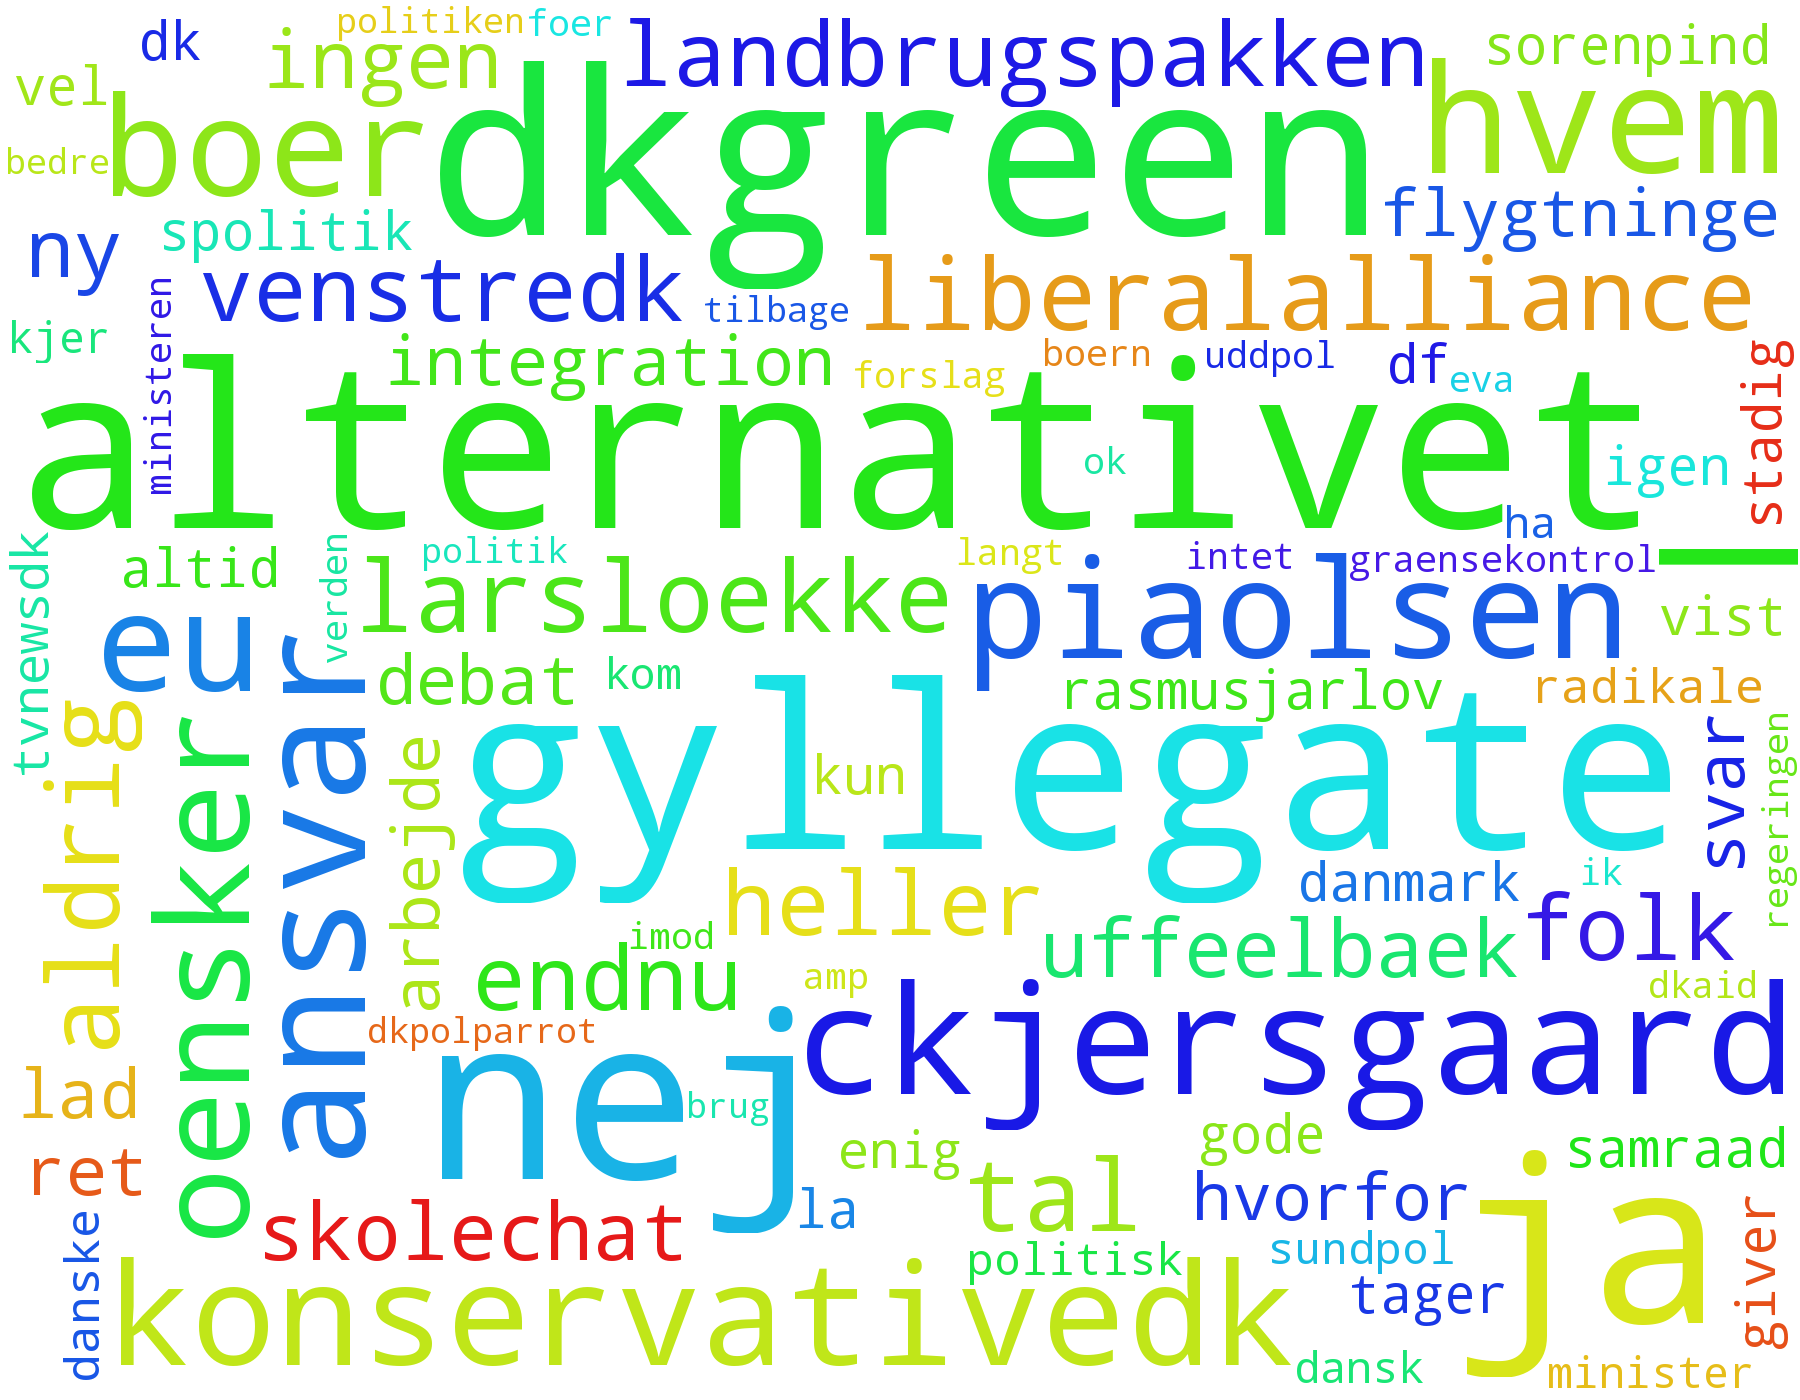 politiken foer
dk ingen landbrugspakken sorenpind
vel boer dkgreen hvem
bedre
ny spolitik flygtninge
venstredk tilbage liberalalliance
kjer ministeren integration forslag boern uddpol df eva stadig
alternativet_
ok igen
ha
tvnewsdk altid verden politik larsloekke langt piaolsen intet graensekontrol
eu debat kom vist
aldrig oensker ansvar rasmusjarlov radikale
arbejde gyllegate kun svar regeringen
heller danmark ik
endnu imod uffeelbaek folk
amp dkaid
dkpolparrot nej ckjersgaard
lad brug
ret enig gode samraad
skolechat la tal hvorfor ja giver
danske konservativedk politisk sundpol
tager
dansk minister